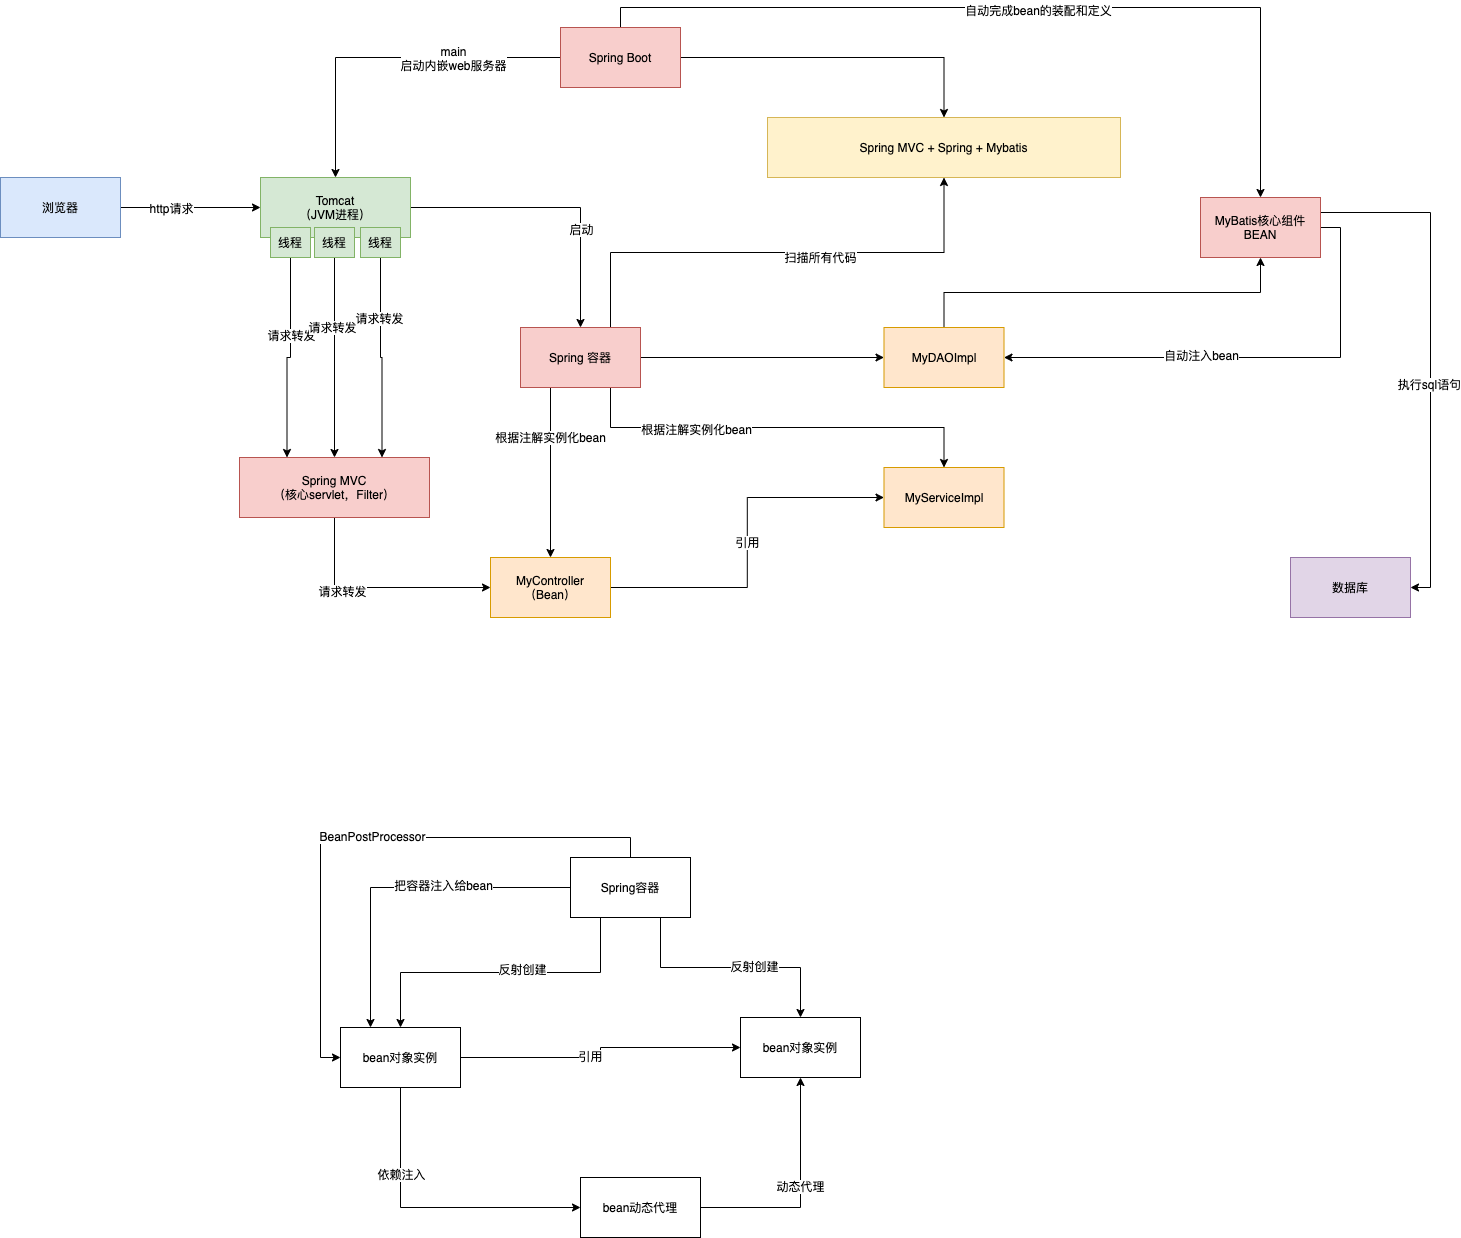 自动完成bean的装配和定义
main
启动内嵌web服务器
Spring Boot
Spring MVC + Spring + Mybatis
浏览器
http请求
Tomcat
（JVM进程）
线程
线程
线程
启动
MyBatis核心组件
BEAN
扫描所有代码
请求转发
请求转发
请求转发
Spring 容器
MyDAOImpl
自动注入bean
执行sql语句
根据注解实例化bean
根据注解实例化bean
Spring MVC
（核心servlet，Filter）
MyServiceImpl
引用
请求转发
MyController
（Bean）
数据库
BeanPostProcessor
Spring容器
把容器注入给bean
反射创建
反射创建
bean对象实例
引用
bean对象实例
依赖注入
动态代理
bean动态代理